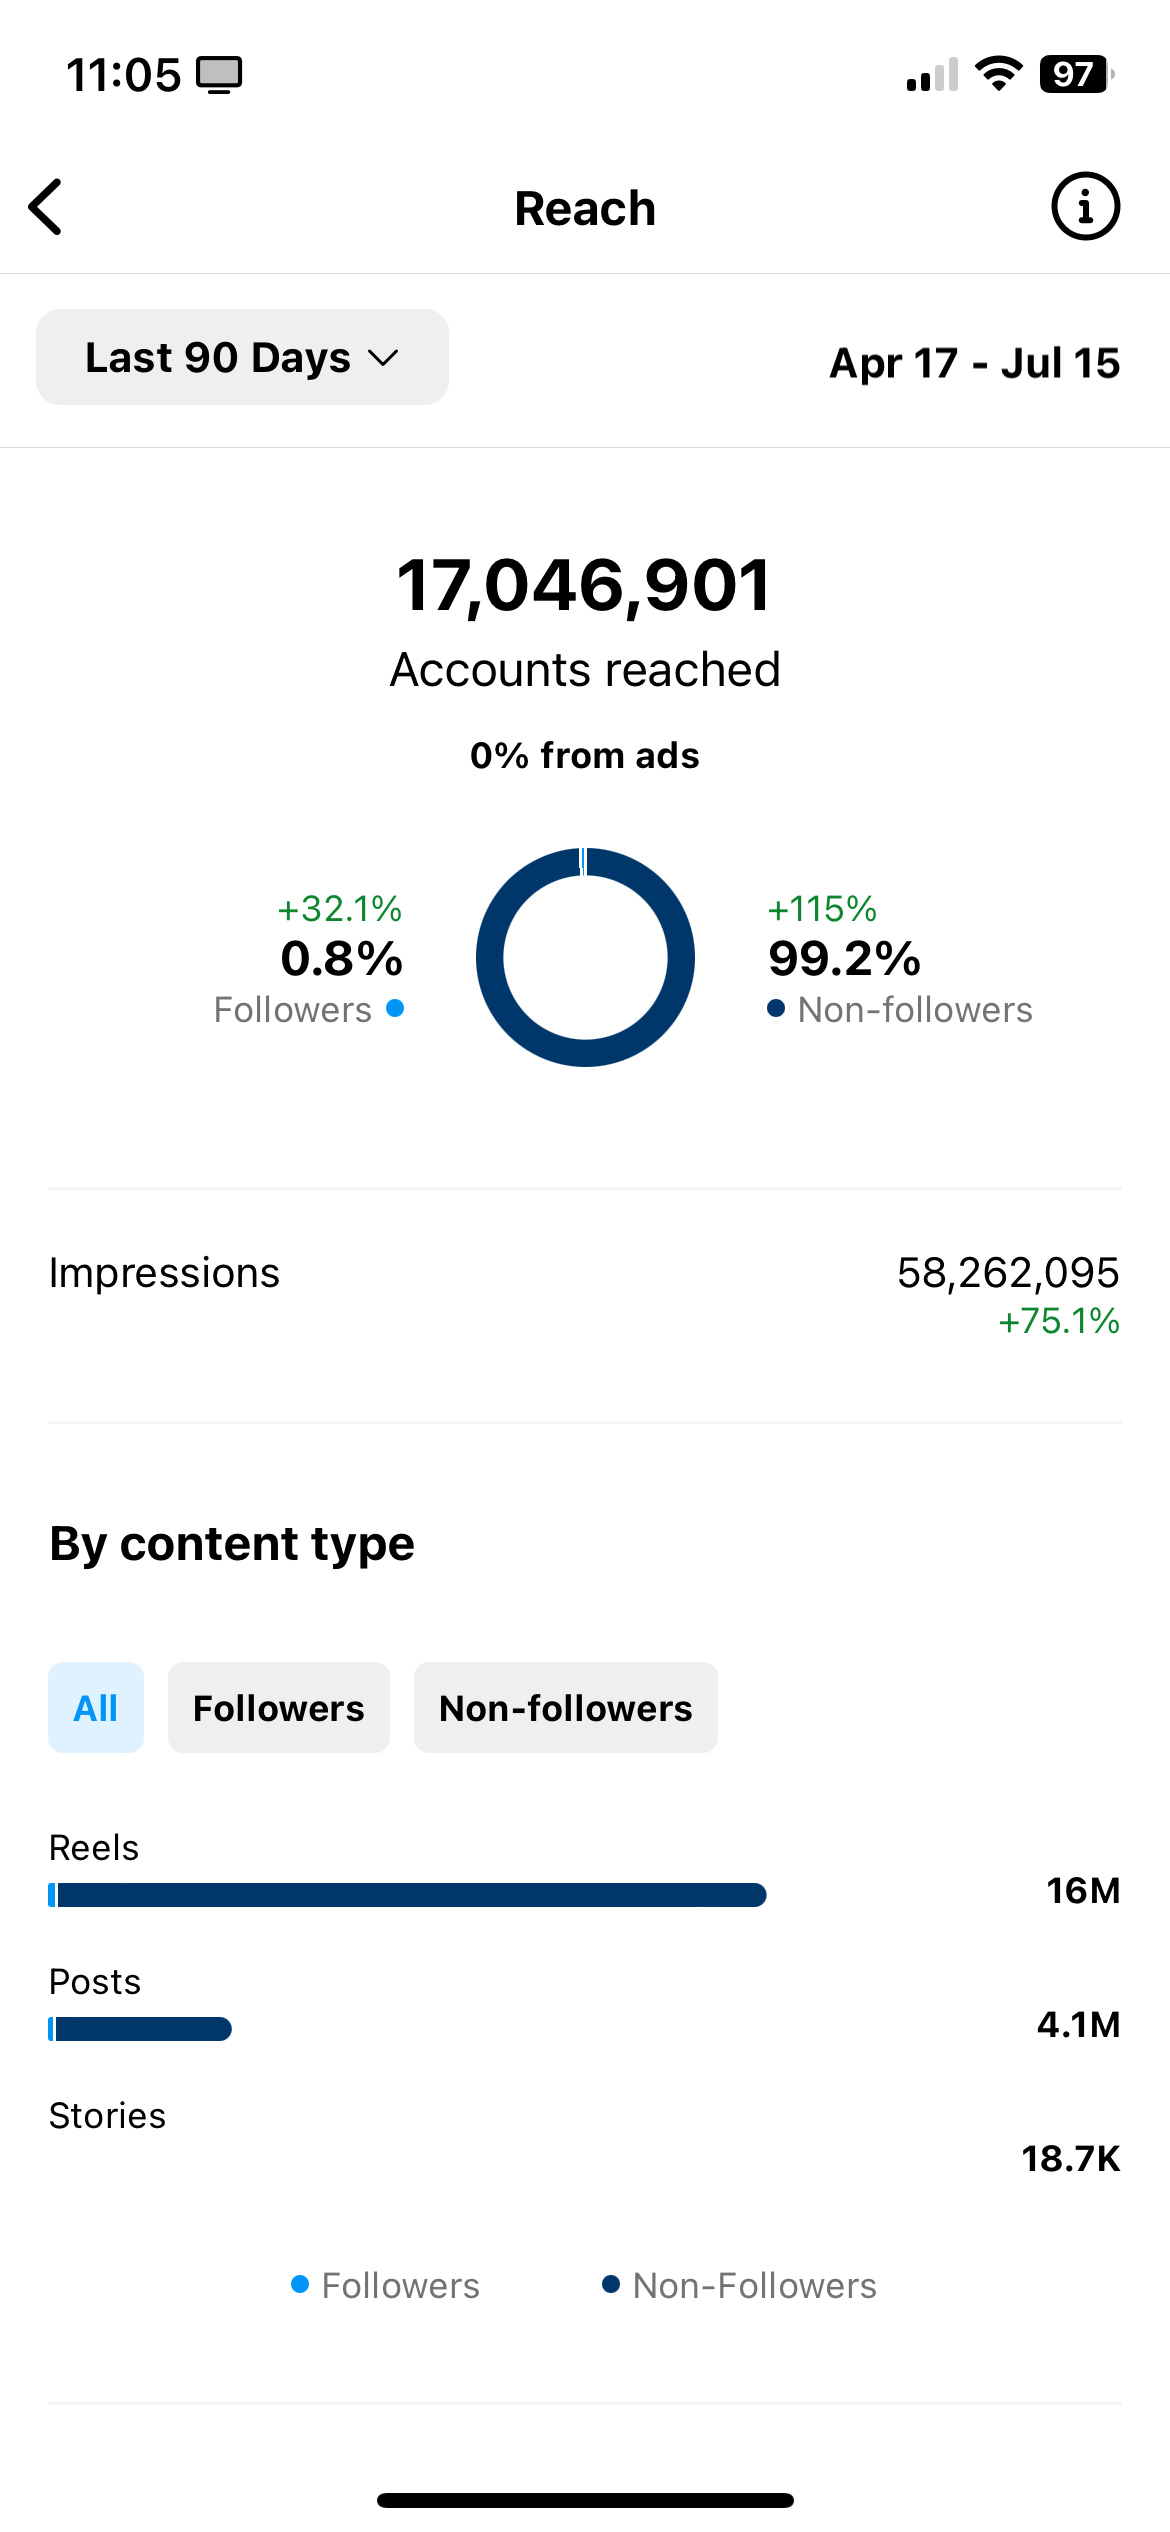 11:05
97
Reach
Last 90 Days
Apr 17 - Jul 15
17,046,901
Accounts reached
0% from ads
+32.1%
0.8%
Followers
+115%
99.2%
Non-followers
Impressions
58,262,095
+75.1%
By content type
All
Followers
Non-followers
Reels
16M
Posts
4.1M
Stories
18.7K
Followers
Non-Followers